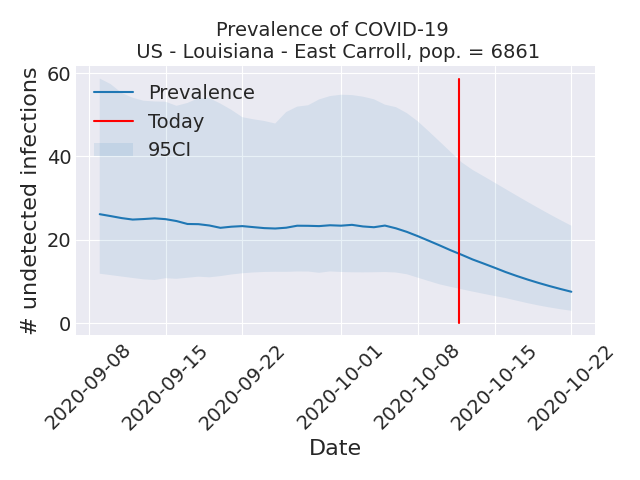 Prevalence of COVID-19
US - Louisiana - East Carroll, pop. = 6861
# undetected infections
60
40
20
0
Prevalence
Today
95CI
2020-09-08
2020-09-15
2020-09-22
2020-10-01
2020-10-08
2020-10-15
2020-10-22
Date